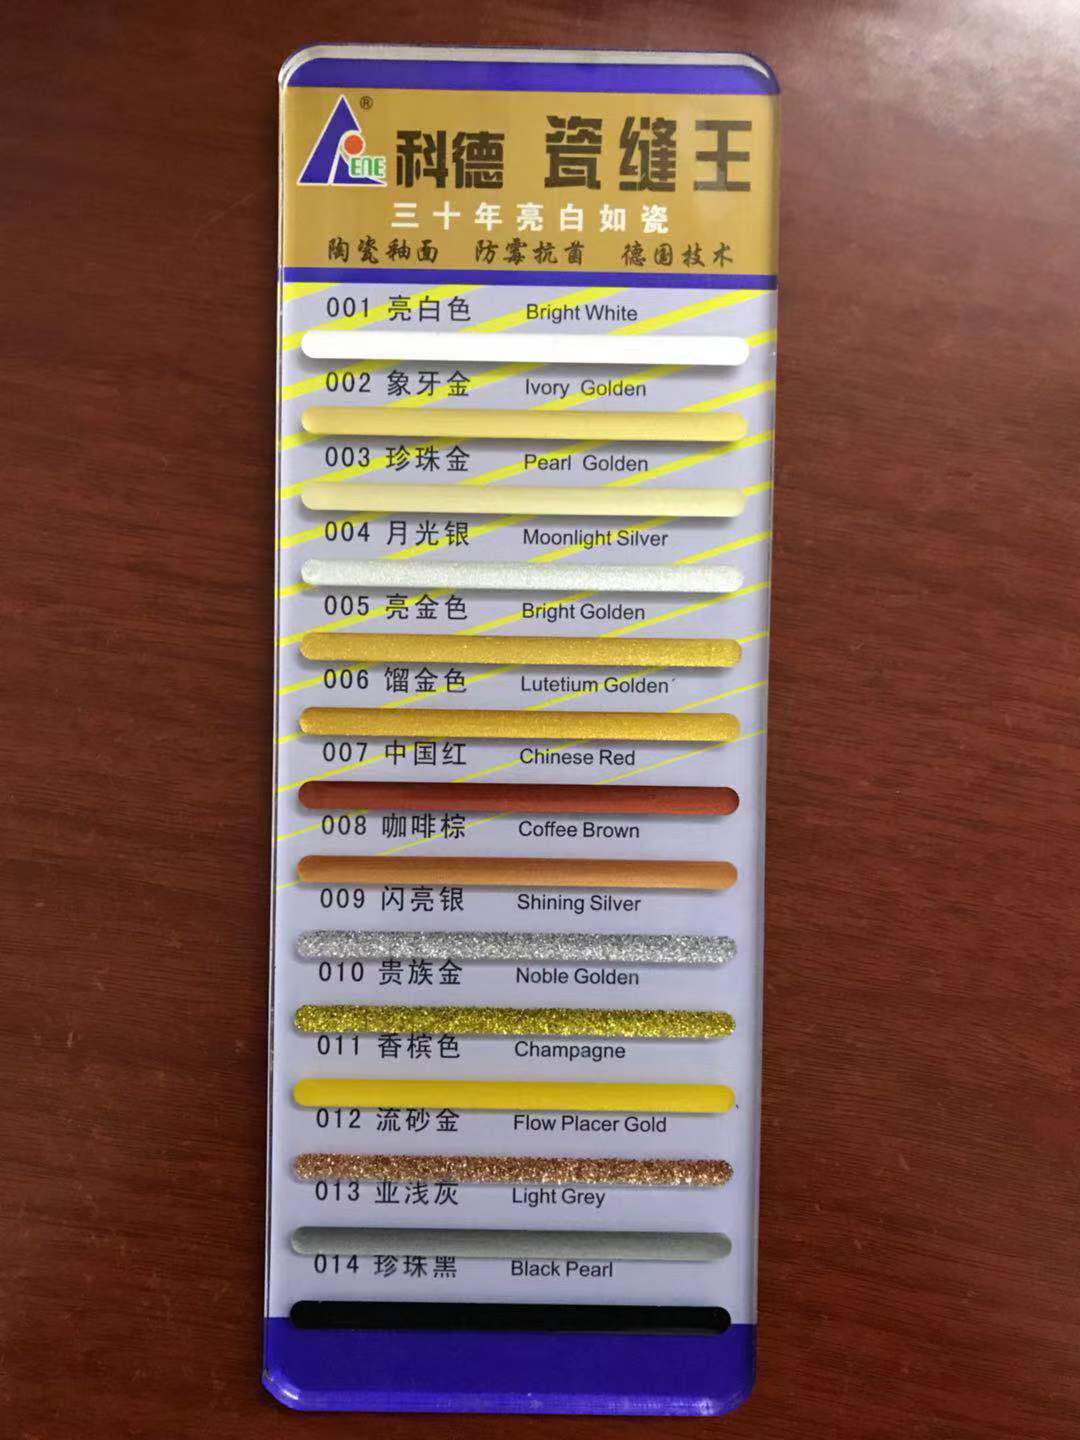 ®
ENE
科德 瓷缝王
三十年亮白如瓷
陶瓷釉面 防霉抗菌 德国技术
001 亮白色 Bright White
002 象牙金 Ivory Golden
003 珍珠金 Pearl Golden
004 月光银 Moonlight Silver
005 亮金色 Bright Golden
006 馏金色 Lutetium Golden
007 中国红 Chinese Red
008 咖啡棕 Coffee Brown
009 闪亮银 Shining Silver
010 贵族金 Noble Golden
011 香槟色 Champagne
012 流砂金 Flow Placer Gold
013 亚浅灰 Light Grey
014 珍珠黑 Black Pearl